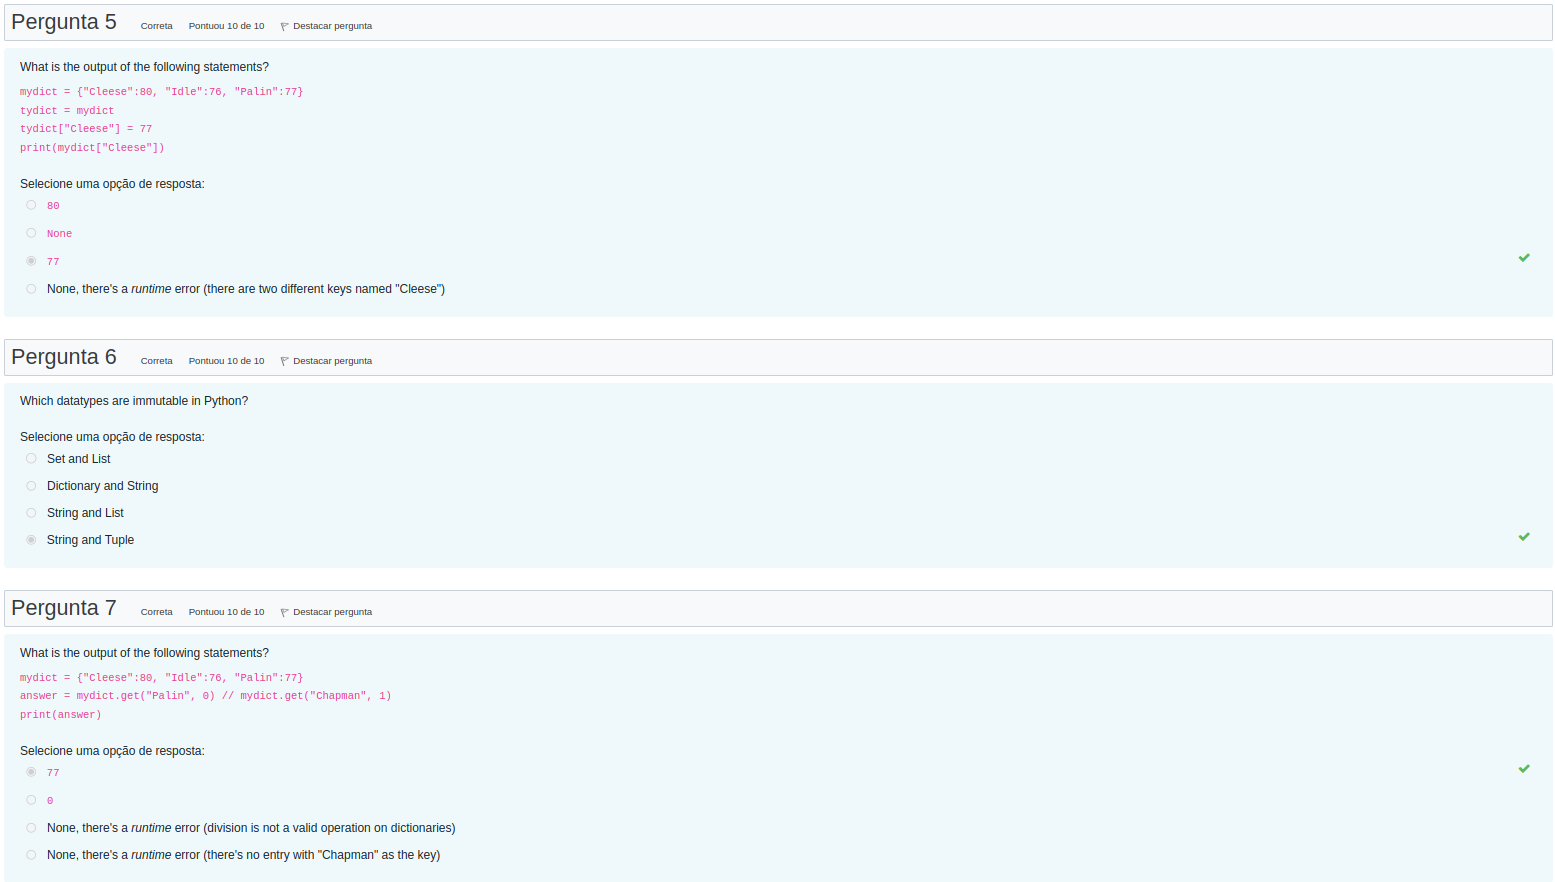 Pergunta 5 Correta Pontuou 10 de 10 Destacar pergunta
What is the output of the following statements?
mydict = {"Cleese":80, "Idle":76, "Palin":77}
tydict = mydict
tydict["Cleese"] = 77
print(mydict["Cleese"])
Selecione uma opção de resposta:
80
None
77
None, there's a runtime error (there are two different keys named "Cleese")
Pergunta 6 Correta Pontuou 10 de 10 Destacar pergunta
Which datatypes are immutable in Python?
Selecione uma opção de resposta:
Set and List
Dictionary and String
String and List
String and Tuple
Pergunta 7 Correta Pontuou 10 de 10 Destacar pergunta
What is the output of the following statements?
mydict = {"Cleese":80, "Idle":76, "Palin":77}
answer = mydict.get("Palin", 0) // mydict.get("Chapman", 1)
print(answer)
Selecione uma opção de resposta:
77
0
None, there's a runtime error (division is not a valid operation on dictionaries)
None, there's a runtime error (there's no entry with "Chapman" as the key)